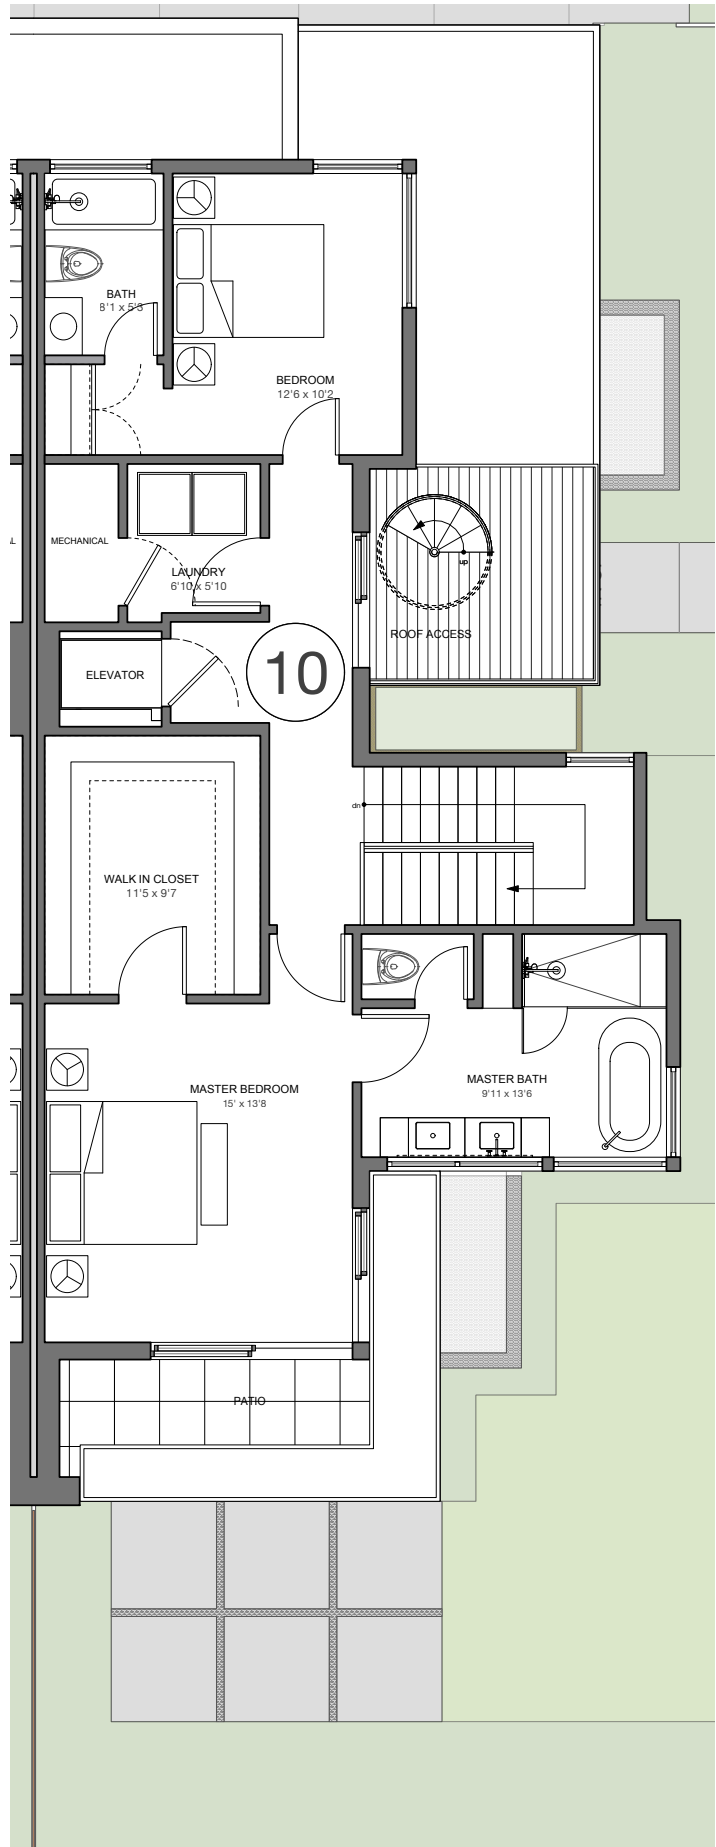 BATH
8'1 x 5'3
BEDROOM
12'6 x 10'2
MECHANICAL
LAUNDRY
6'10 x 5'10
up
ROOF ACCESS
ELEVATOR
10
dn
WALK IN CLOSET
11'5 x 9'7
MASTER BEDROOM
15' x 13'8
MASTER BATH
9'11 x 13'6
PATIO